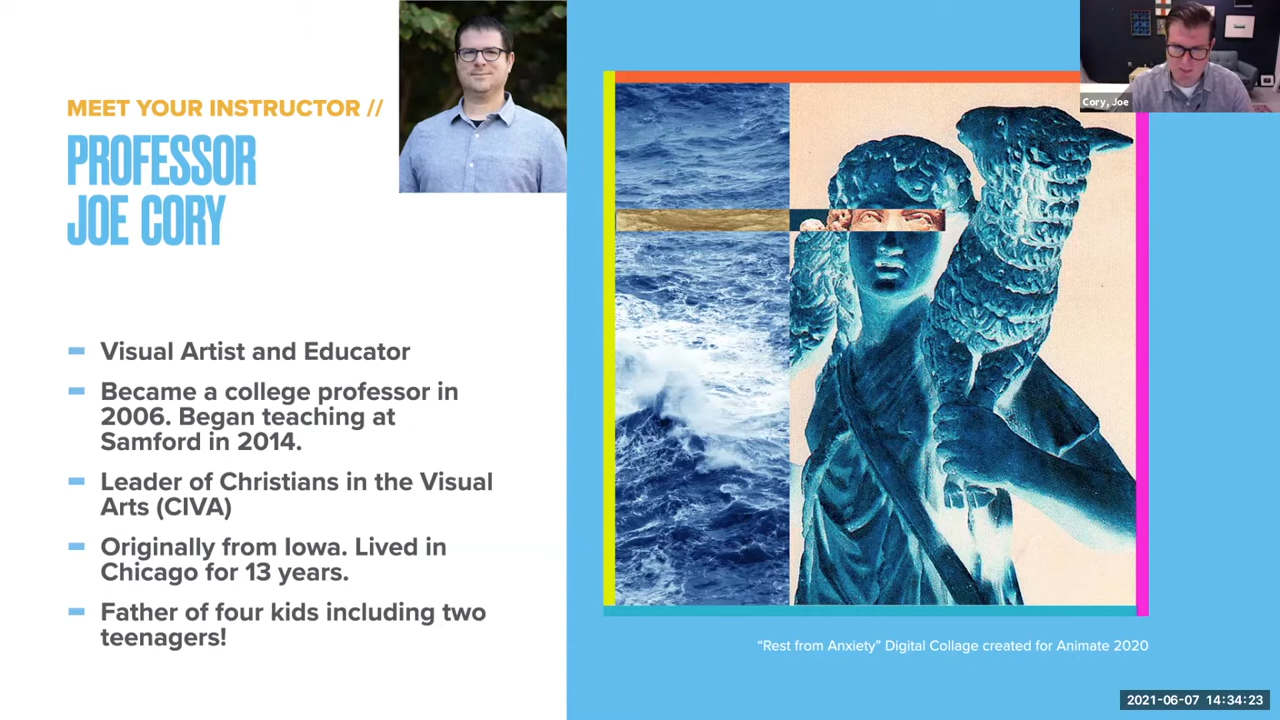 MEET YOUR INSTRUCTOR //
PROFESSOR
JOE CORY
Visual Artist and Educator
Became a college professor in
2006. Began teaching at
Samford in 2014.
Leader of Christians in the Visual
Arts (CIVA)
Originally from Iowa. Lived in
Chicago for 13 years.
Father of four kids including two
teenagers!
Cory, Joe
“Rest from Anxiety” Digital Collage created for Animate 2020
2021-06-07 14:34:23